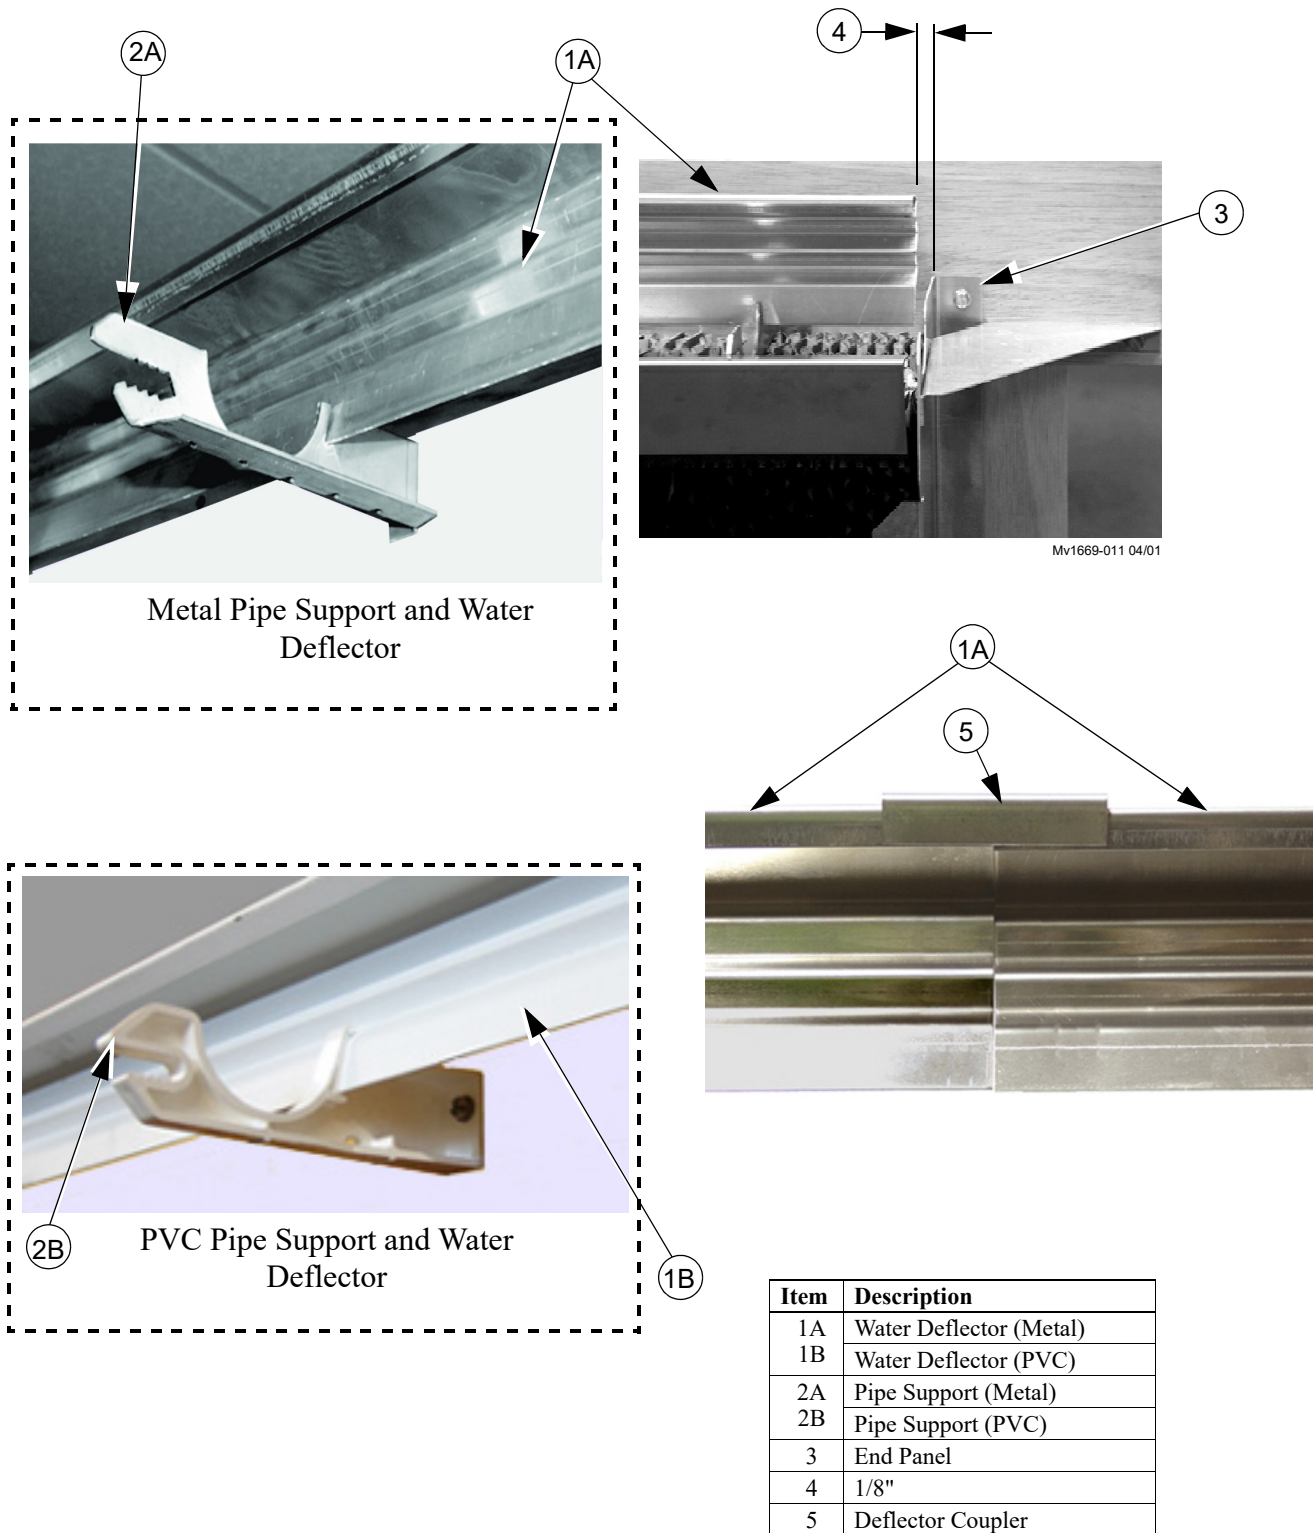 2A
1A
4
3
Mv1669-011 04/01
Metal Pipe Support and Water
Deflector
1A
5
2B
PVC Pipe Support and Water
Deflector
1B
Item Description
1A Water Deflector (Metal)
1B Water Deflector (PVC)
2A Pipe Support (Metal)
2B Pipe Support (PVC)
3 End Panel
4 1/8"
5 Deflector Coupler